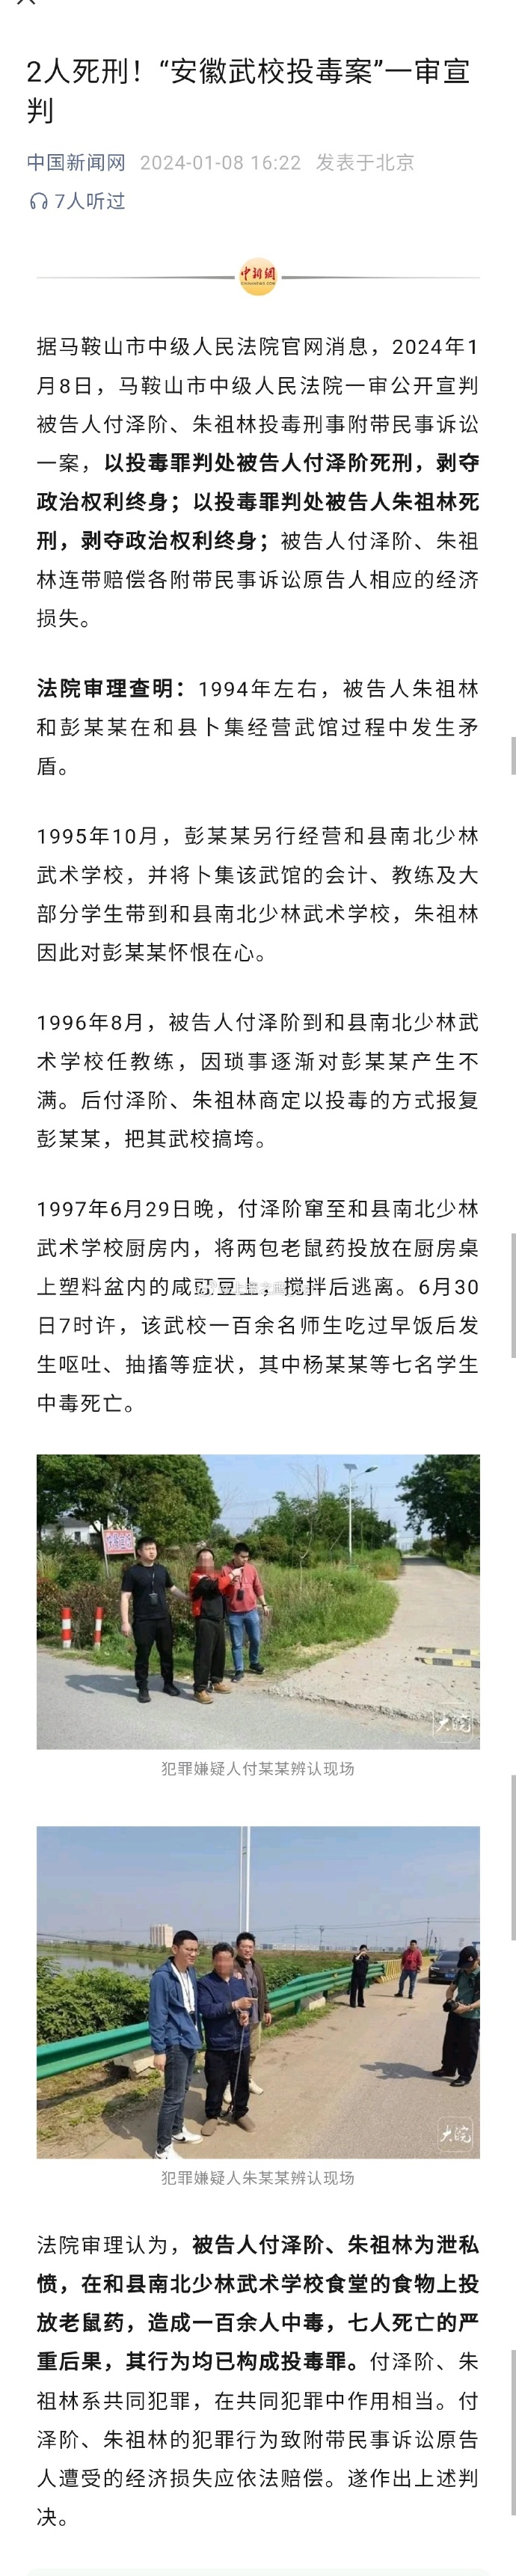 2人死刑！“安徽武校投毒案”一审宣
判
中国新闻网 2024-01-08 16:22 发表于北京
7人听过
中新網
CHINANEWS.COM
据马鞍山市中级人民法院官网消息，2024年1
月8日，马鞍山市中级人民法院一审公开宣判
被告人付泽阶、朱祖林投毒刑事附带民事诉讼
一案，以投毒罪判处被告人付泽阶死刑，剥夺
政治权利终身；以投毒罪判处被告人朱祖林死
刑，剥夺政治权利终身；被告人付泽阶、朱祖
林连带赔偿各附带民事诉讼原告人相应的经济
损失。
法院审理查明：1994年左右，被告人朱祖林
和彭某某在和县卜集经营武馆过程中发生矛
盾。
1995年10月，彭某某另行经营和县南北少林
武术学校，并将卜集该武馆的会计、教练及大
部分学生带到和县南北少林武术学校，朱祖林
因此对彭某某怀恨在心。
1996年8月，被告人付泽阶到和县南北少林武
术学校任教练，因琐事逐渐对彭某某产生不
满。后付泽阶、朱祖林商定以投毒的方式报复
彭某某，把其武校搞垮。
1997年6月29日晚，付泽阶窜至和县南北少林
武术学校厨房内，将两包老鼠药投放在厨房桌
上塑料盆内的咸豇豆上，搅拌后逃离。6月30
日7时许，该武校一百余名师生吃过早饭后发
生呕吐、抽搐等症状，其中杨某某等七名学生
中毒死亡。
大皖
犯罪嫌疑人付某某辨认现场
大皖
犯罪嫌疑人朱某某辨认现场
法院审理认为，被告人付泽阶、朱祖林为泄私
愤，在和县南北少林武术学校食堂的食物上投
放老鼠药，造成一百余人中毒，七人死亡的严
重后果，其行为均已构成投毒罪。付泽阶、朱
祖林系共同犯罪，在共同犯罪中作用相当。付
泽阶、朱祖林的犯罪行为致附带民事诉讼原告
人遭受的经济损失应依法赔偿。遂作出上述判
决。